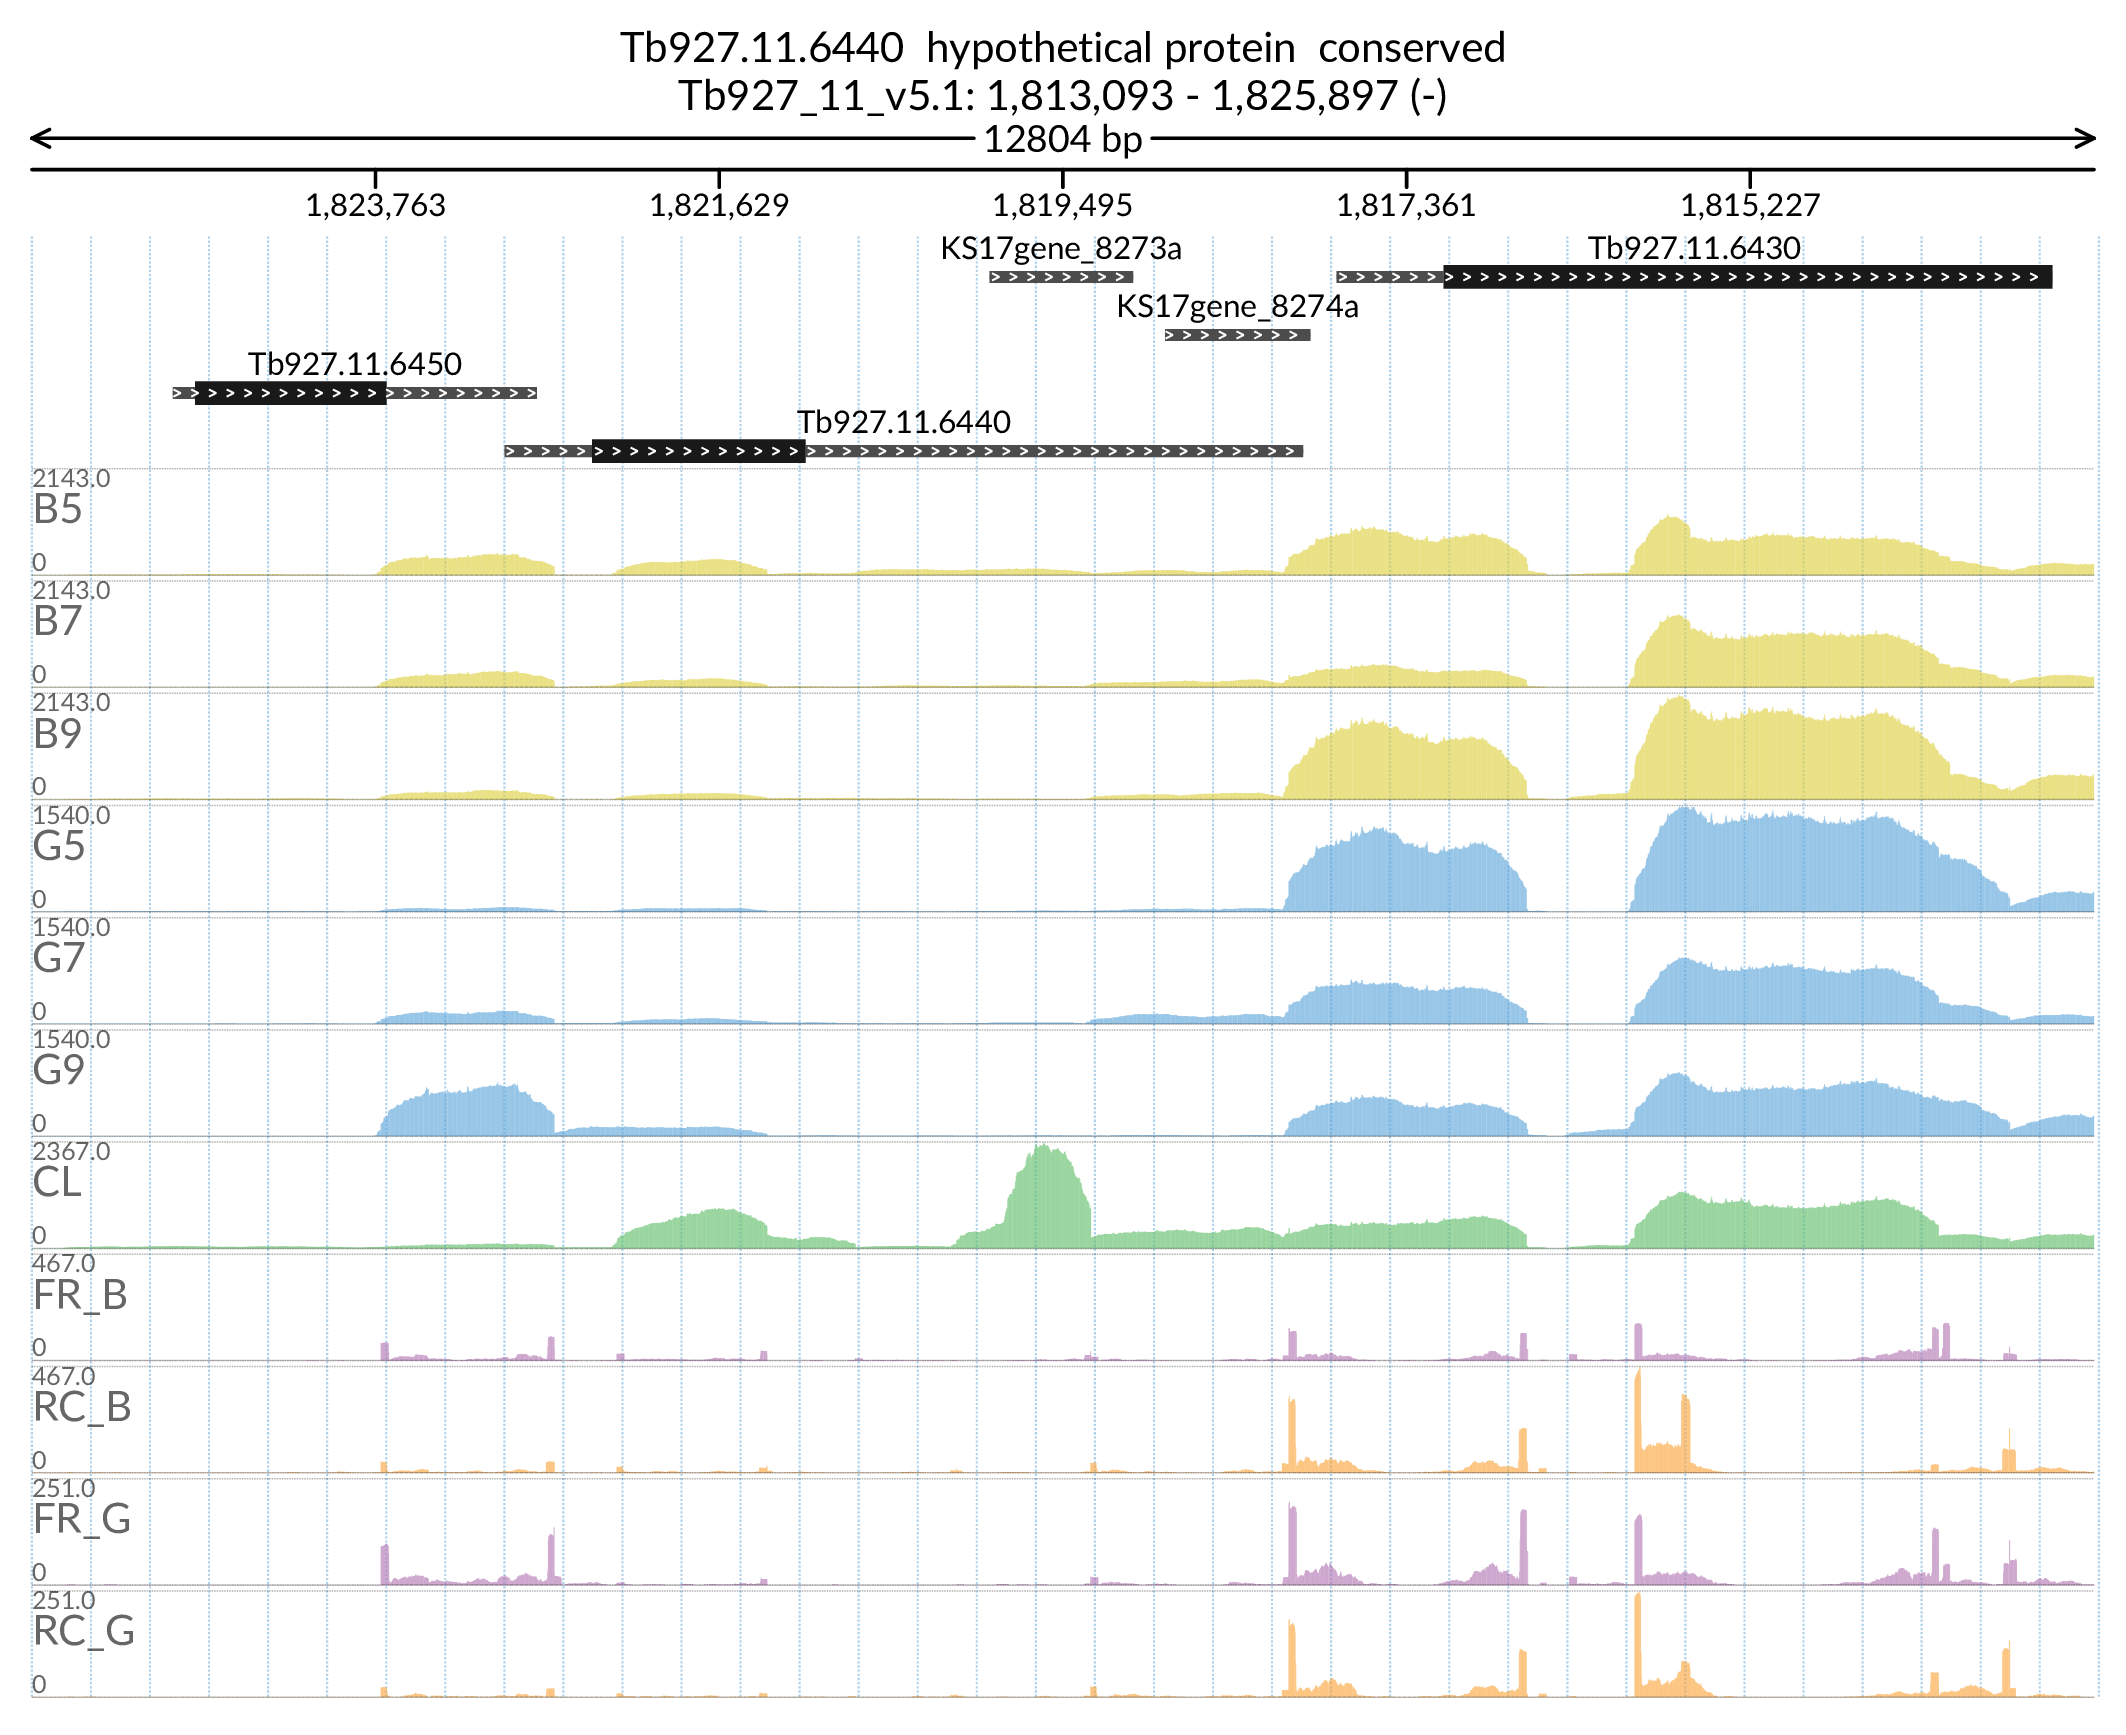 Tb927.11.6440 hypothetical protein conserved
Tb927_11_v5.1: 1,813,093 - 1,825,897 (-)
12804 bp
1,823,763 1,821,629 1,819,495 1,817,361 1,815,227
KS17gene_8273a Tb927.11.6430
KS17gene_8274a
Tb927.11.6450
Tb927.11.6440
2143.0
B5
0
2143.0
B7
0
2143.0
B9
0
1540.0
G5
0
1540.0
G7
0
1540.0
G9
0
2367.0
CL
0
467.0
FR_B
0
467.0
RC_B
0
251.0
FR_G
0
251.0
RC_G
0